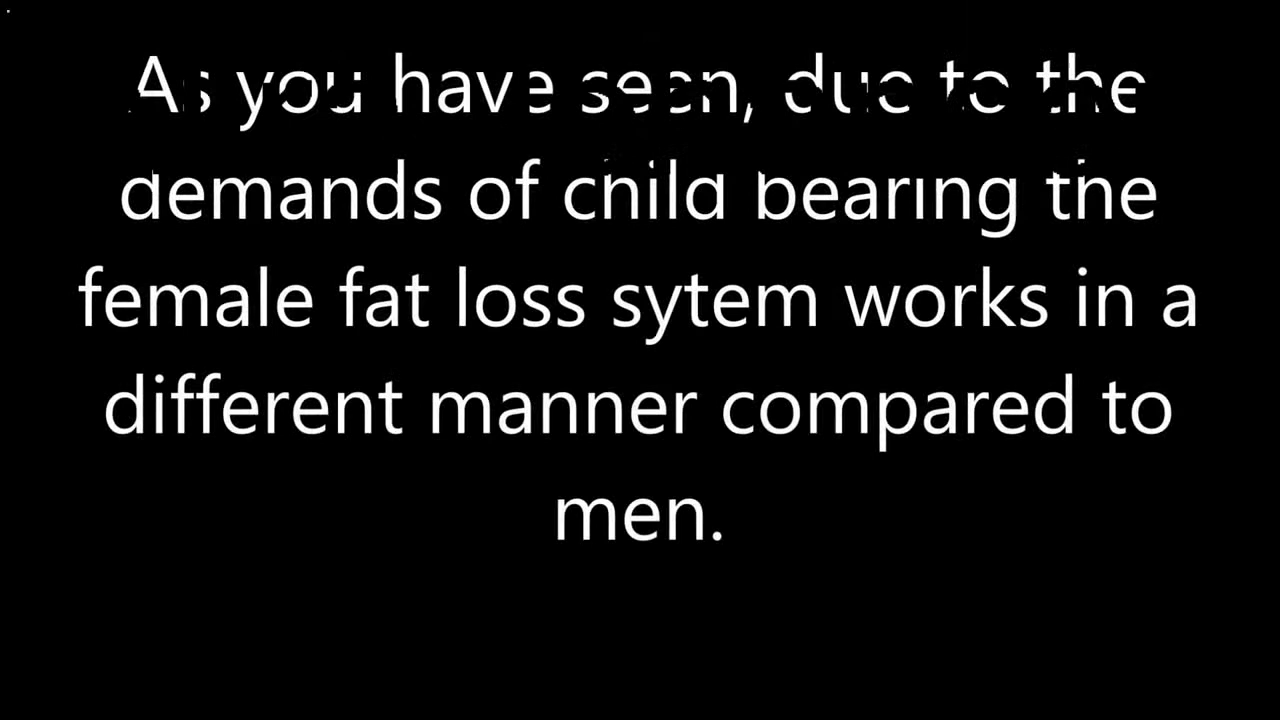 As you have seen, due to the
demands of child bearing the
female fat loss sytem works in a
different manner compared to
men.